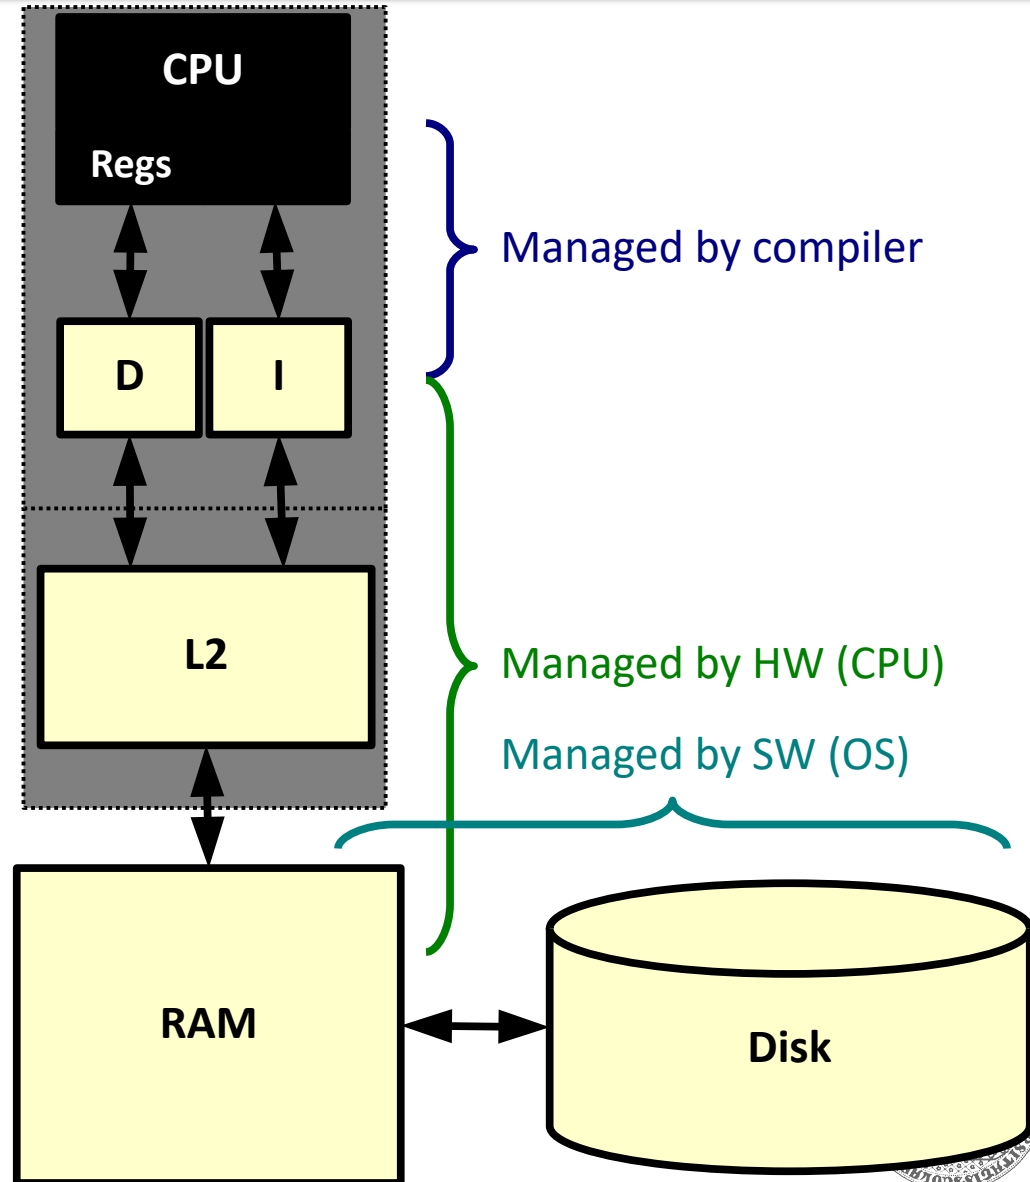 CPU
Regs
Managed by compiler
D
I
L2
Managed by HW (CPU)
Managed by SW (OS)
RAM
Disk